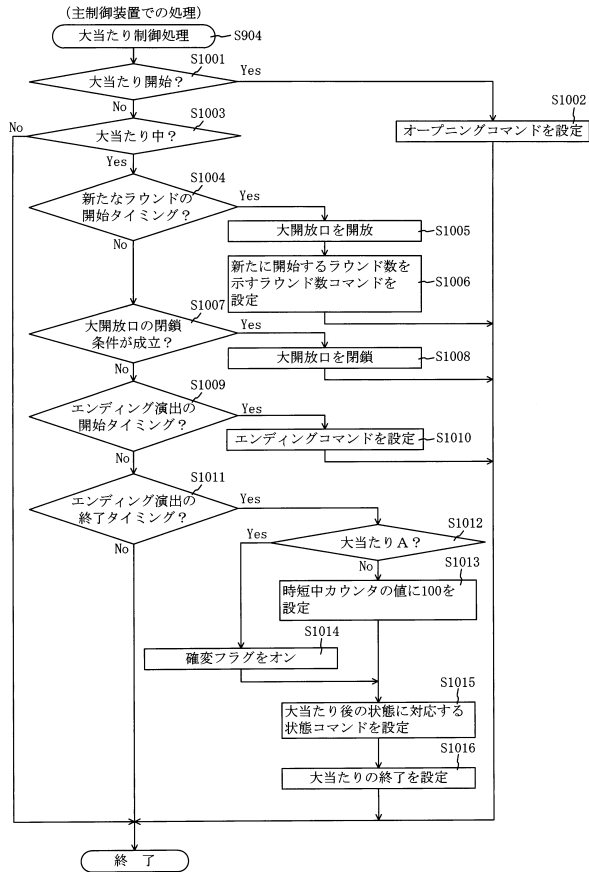 (主制御装置での処理)
大当たり制御処理
S904
S1001
大当たり開始?
Yes
No
S1002
オープニングコマンドを設定
S1003
大当たり中?
No
Yes
S1004
新たなラウンドの
開始タイミング?
Yes
No
大開放口を開放
S1005
新たに開始するラウンド数を
示すラウンド数コマンドを
設定
S1006
S1007
大開放口の閉鎖
条件が成立?
Yes
No
大開放口を閉鎖
S1008
S1009
エンディング演出の
開始タイミング?
Yes
No
エンディングコマンドを設定
S1010
S1011
エンディング演出の
終了タイミング?
Yes
No
S1012
大当たりA?
Yes
No
S1013
時短中カウンタの値に100を
設定
S1014
確変フラグをオン
S1015
大当たり後の状態に対応する
状態コマンドを設定
S1016
大当たりの終了を設定
終 了